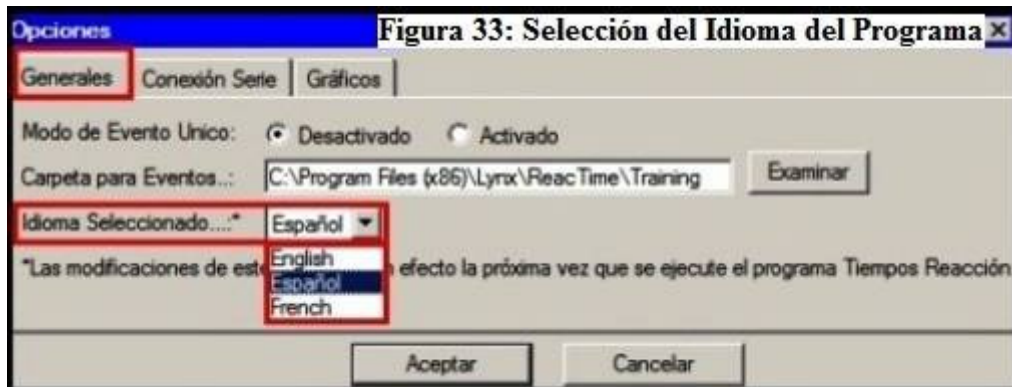 Opciones
Figura 33: Selección del Idioma del Programa
Generales Conexión Serie Gráficos
Modo de Evento Unico: Desactivado Activado
Carpeta para Eventos..: C:\Program Files (x86)\Lynx\ReacTime\Training Examinar
Idioma Seleccionado....:* Español
English
*Las modificaciones de efecto la próxima vez que se ejecute el programa Tiempos Reacción
Español
French
Aceptar Cancelar